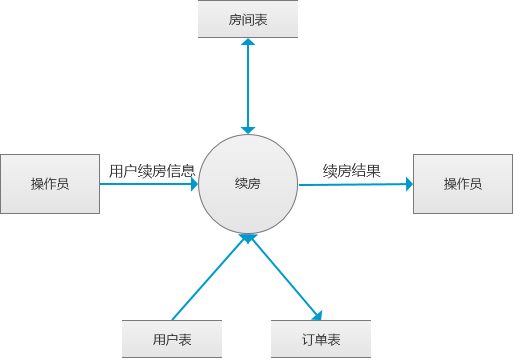 房间表
用户续房信息
续房结果
操作员
续房
操作员
用户表
订单表